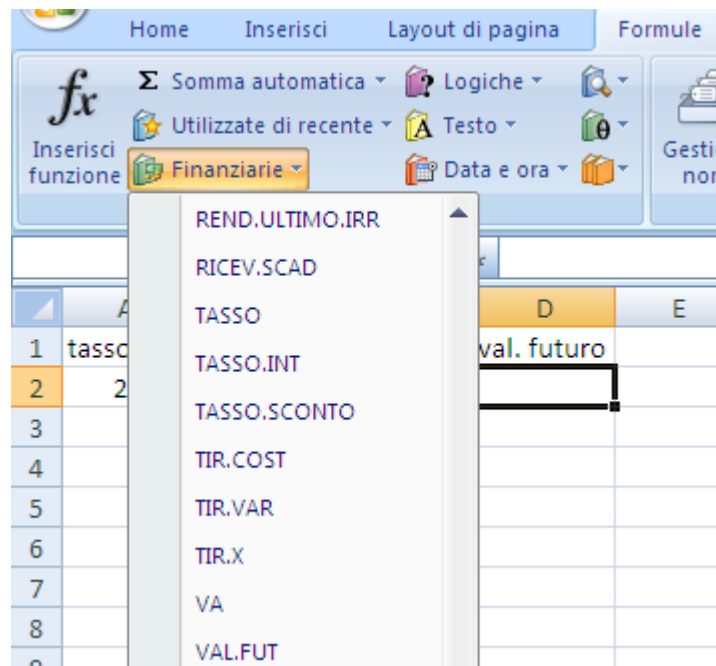 Home Inserisci Layout di pagina Formule
fx Σ Somma automatica Logiche
Inserisci funzione Utilizzate di recente A Testo θ
Finanziarie Data e ora
REND.ULTIMO.IRR
RICEV.SCAD
TASSO
TASSO.INT
TASSO.SCONTO
TIR.COST
TIR.VAR
TIR.X
VA
VAL.FUT
A D E
1 tasso val. futuro
2 2
3
4
5
6
7
8